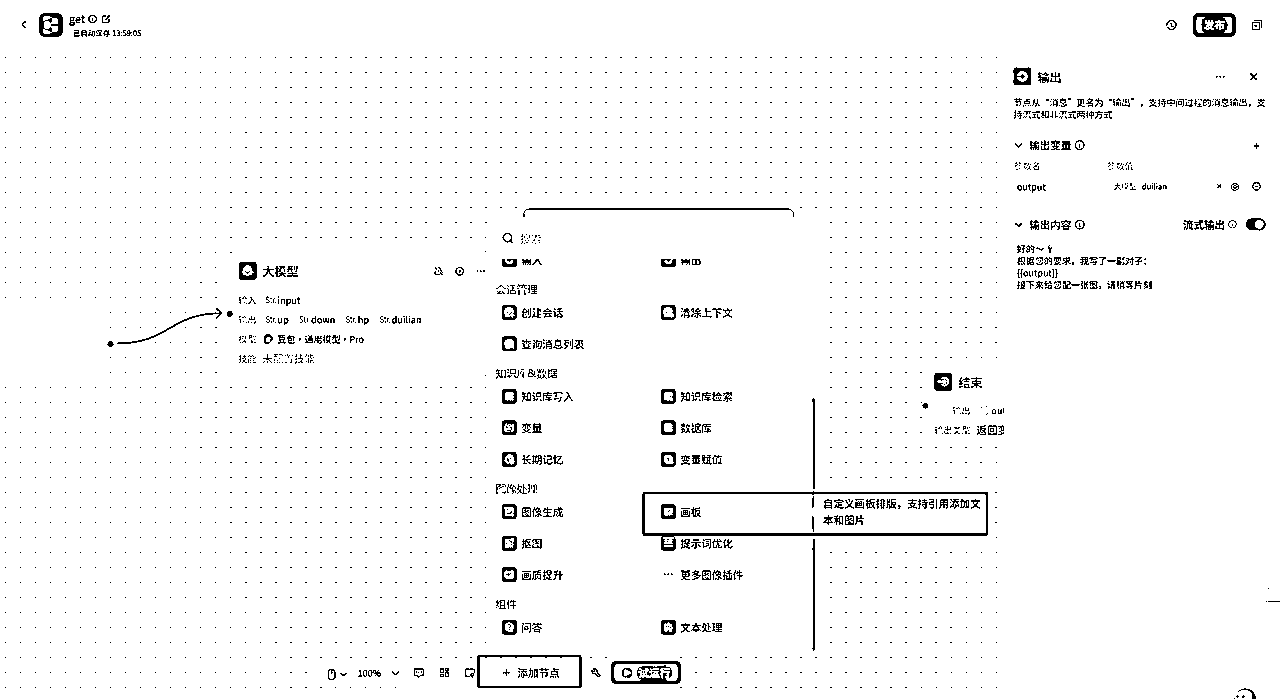 get
已自动保存 13:59:05
发布
输出
节点从“消息”更名为“输出”，支持中间过程的消息输出，支
持流式和非流式两种方式
输出变量
参数名 参数值
output 大模型 duilian
输出内容 流式输出
好的～
根据您的要求，我写了一副对子：
{{output}}
接下来给您配一张图，请稍等片刻
大模型
输入 Str. input
输出 Str. up Str. down Str. hp Str. duilian
模型 豆包·通用模型·Pro
技能 未配置技能
搜索
输入 输出
会话管理
创建会话 清除上下文
查询消息列表
知识库&数据
知识库写入 知识库检索
变量 数据库
长期记忆 变量赋值
图像处理
图像生成 画板
自定义画板排版，支持引用添加文
本和图片
抠图 提示词优化
画质提升 更多图像插件
组件
问答 文本处理
结束
输出 out
输出类型 返回变
100% 添加节点 试运行